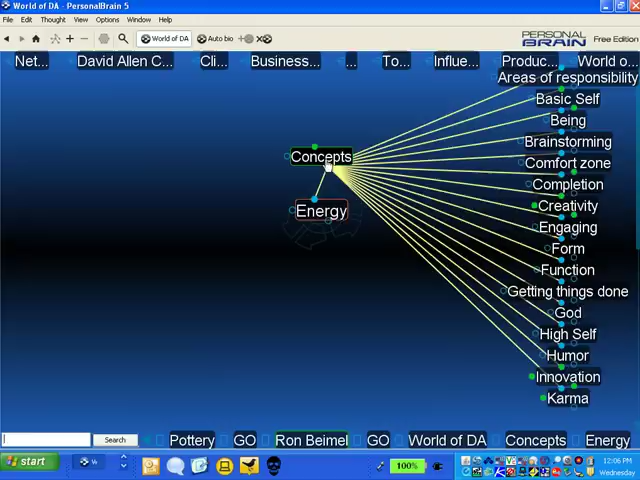 World of DA - PersonalBrain 5
File Edit Thought View Options Window Help
World of DA Auto bio
PERSONAL BRAIN Free Edition
Net... David Allen C... Cli... Business... ... To... Influe... Produc... World o...
Areas of responsibility
Basic Self
Being
Brainstorming
Concepts
Comfort zone
Completion
Creativity
Energy
Engaging
Form
Function
Getting things done
God
High Self
Humor
Innovation
Karma
Search
Pottery GO Ron Beimel GO World of DA Concepts Energy
start
100%
12:06 PM
Wednesday